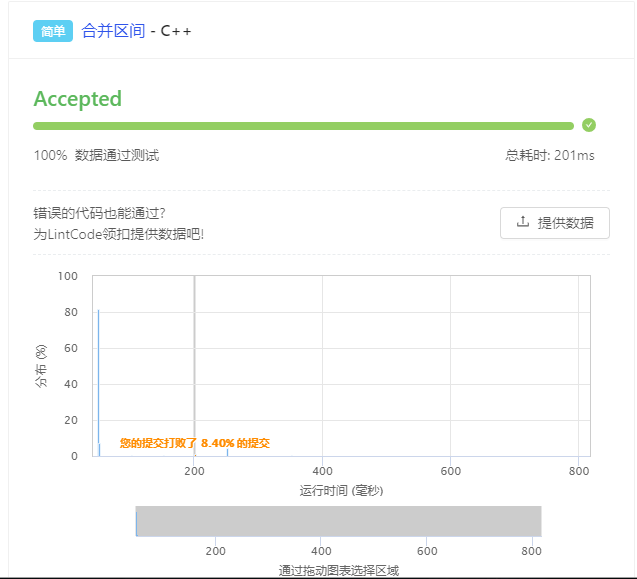 简单 合并区间 - C++
Accepted
100% 数据通过测试 总耗时: 201ms
错误的代码也能通过?
为LintCode领扣提供数据吧!
提供数据
100
80
60
40
20
0
分布 (%)
您的提交打败了 8.40% 的提交
200 400 600 800
运行时间 (毫秒)
200 400 600 800
通过拖动图表选择区域